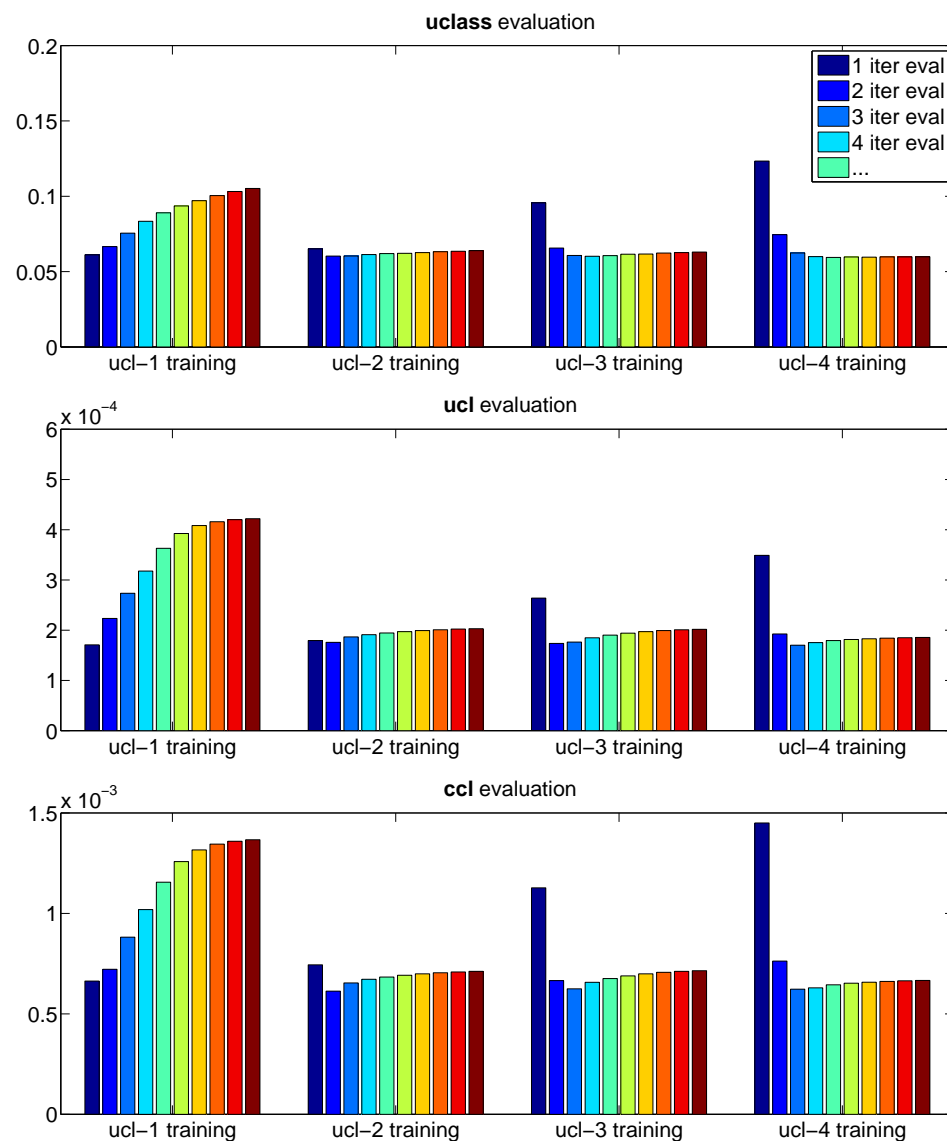 uclass evaluation
0.2
0.15
0.1
0.05
0
1 iter eval
2 iter eval
3 iter eval
4 iter eval
...
ucl−1 training ucl−2 training ucl−3 training ucl−4 training
ucl evaluation
x 10−4
6
5
4
3
2
1
0
ucl−1 training ucl−2 training ucl−3 training ucl−4 training
ccl evaluation
x 10−3
1.5
1
0.5
0
ucl−1 training ucl−2 training ucl−3 training ucl−4 training